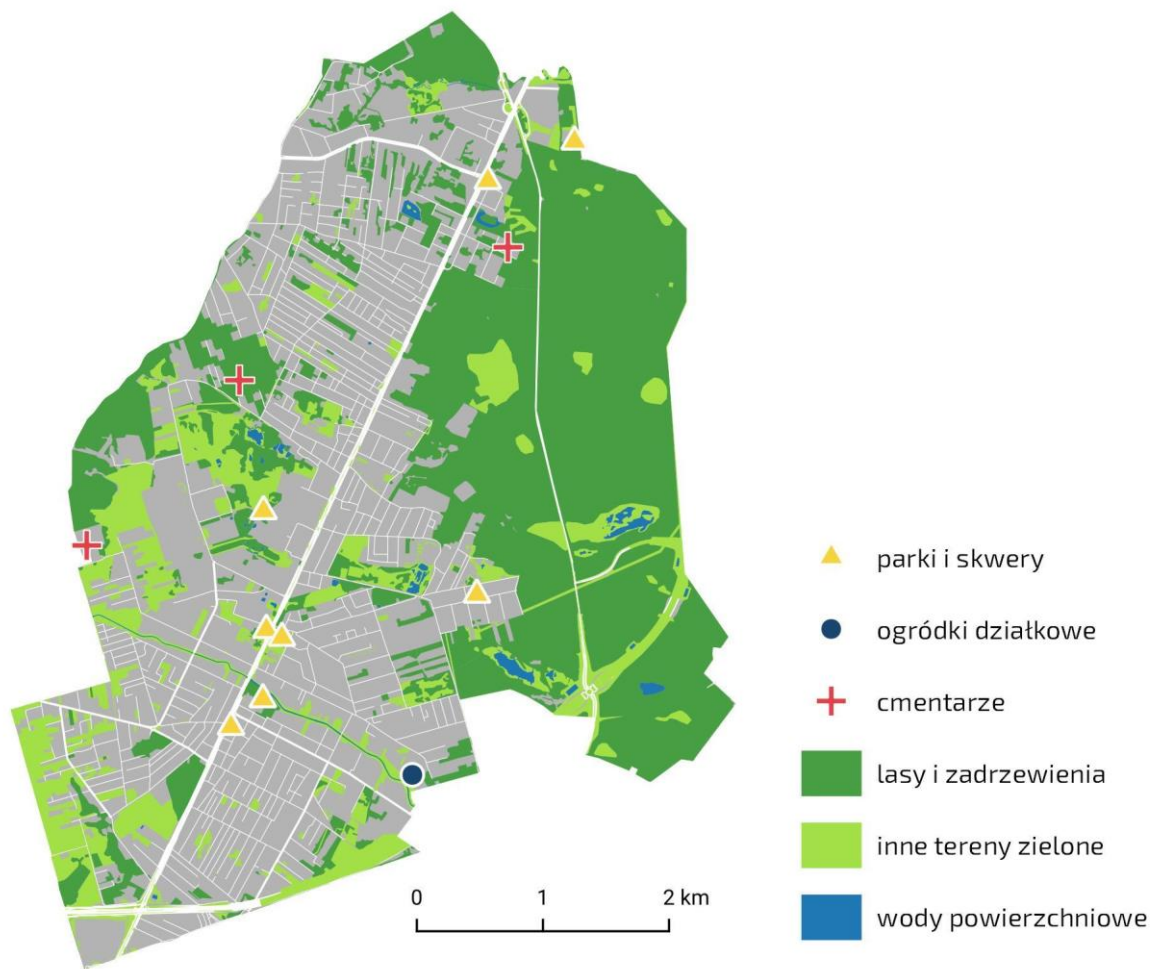 parki i skwery
ogródki działkowe
cmentarze
lasy i zadrzewienia
inne tereny zielone
wody powierzchniowe
0 1 2 km